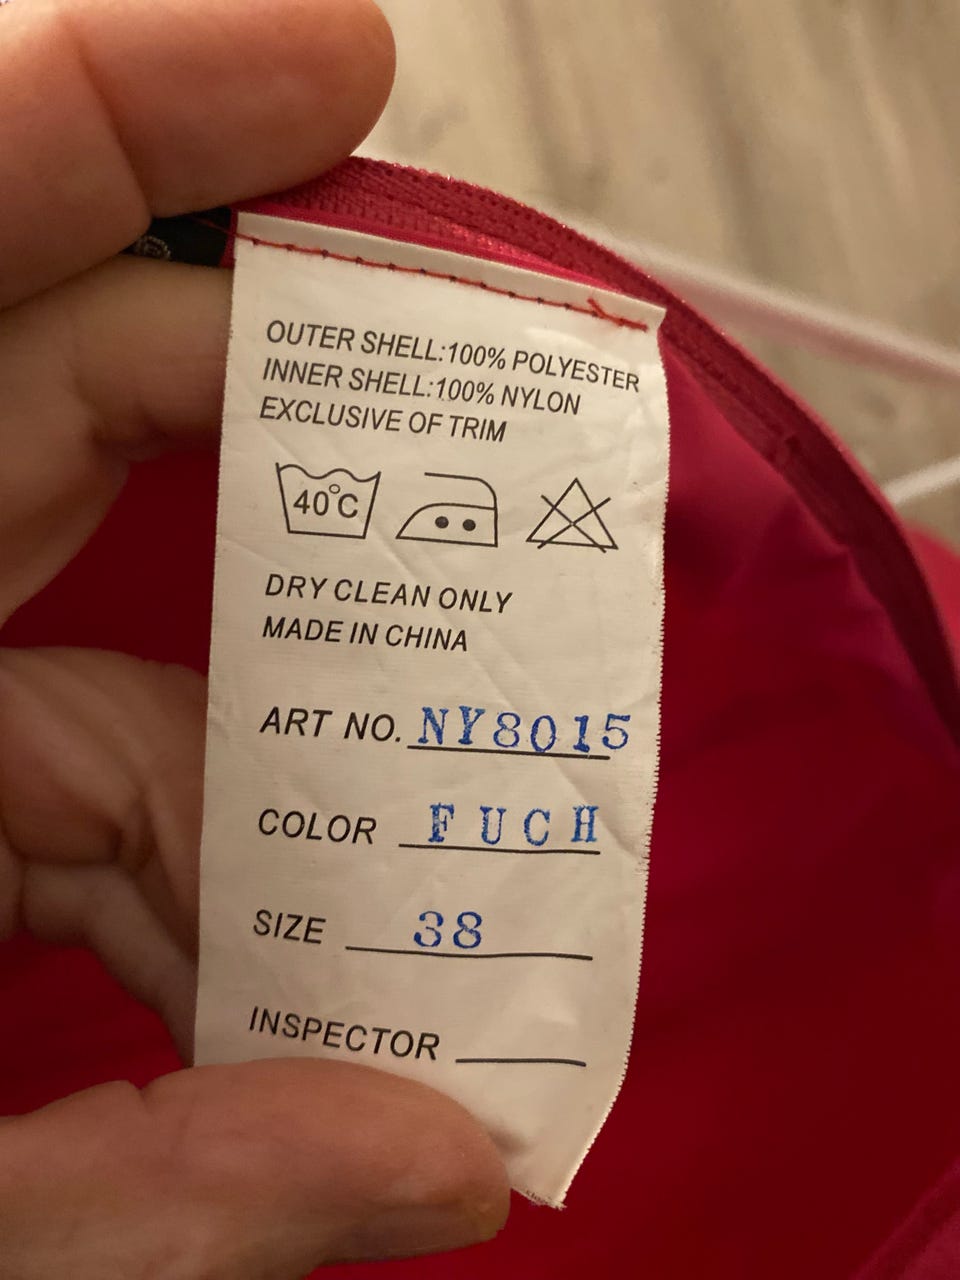 OUTER SHELL:100% POLYESTER
INNER SHELL:100% NYLON
EXCLUSIVE OF TRIM
40°C
DRY CLEAN ONLY
MADE IN CHINA
ART NO. NY8015
COLOR FUCH
SIZE 38
INSPECTOR